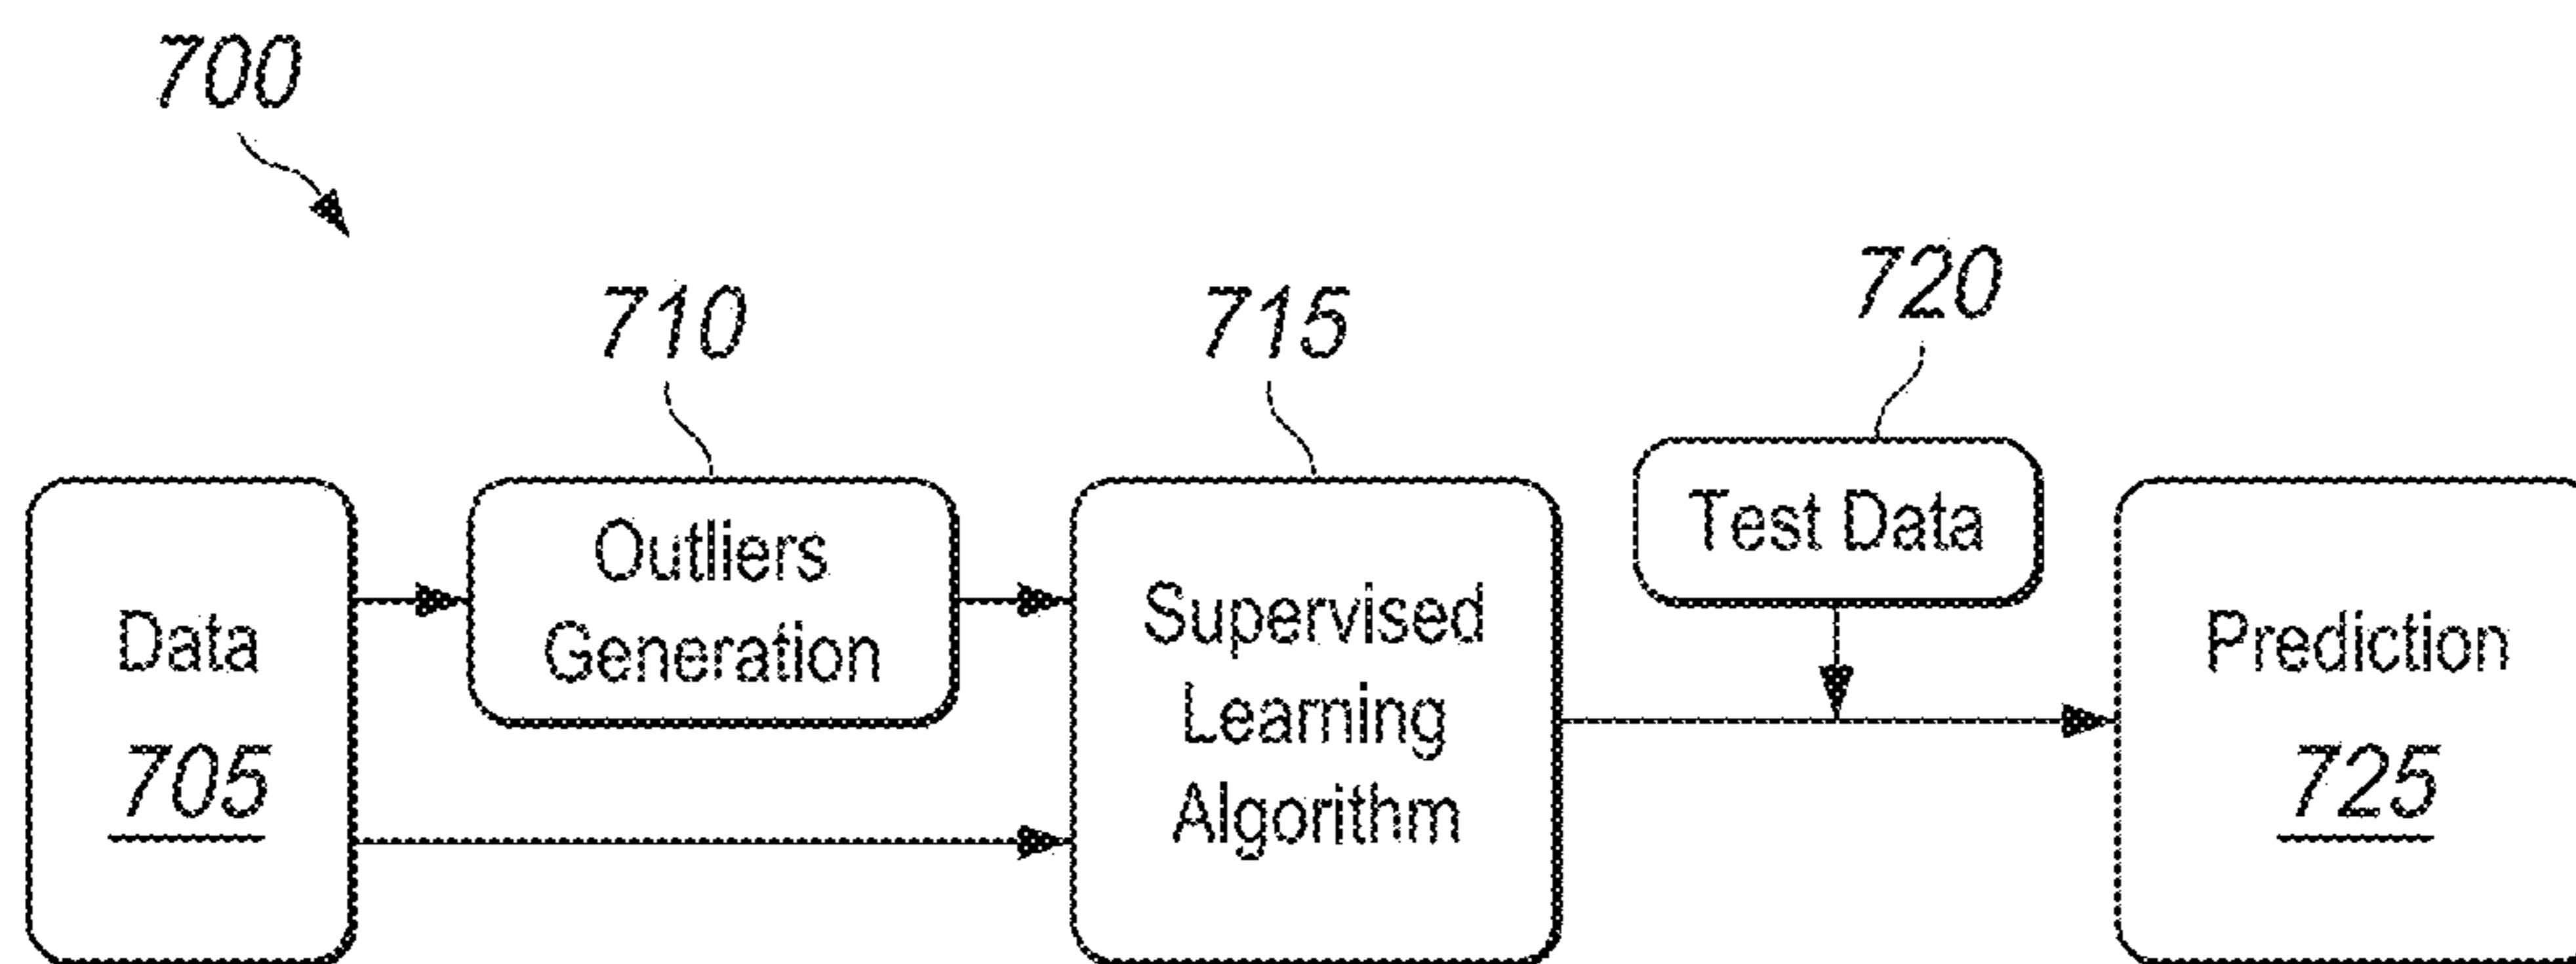 700
710
715
720
Data
705
Outliers
Generation
Supervised
Learning
Algorithm
Test Data
Prediction
725